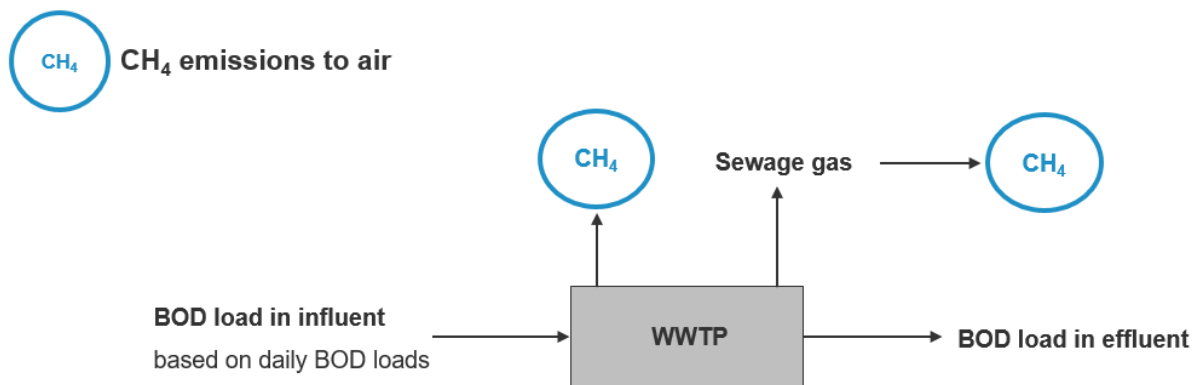 CH₄
CH₄ emissions to air
CH₄
Sewage gas
CH₄
BOD load in influent
based on daily BOD loads
WWTP
BOD load in effluent